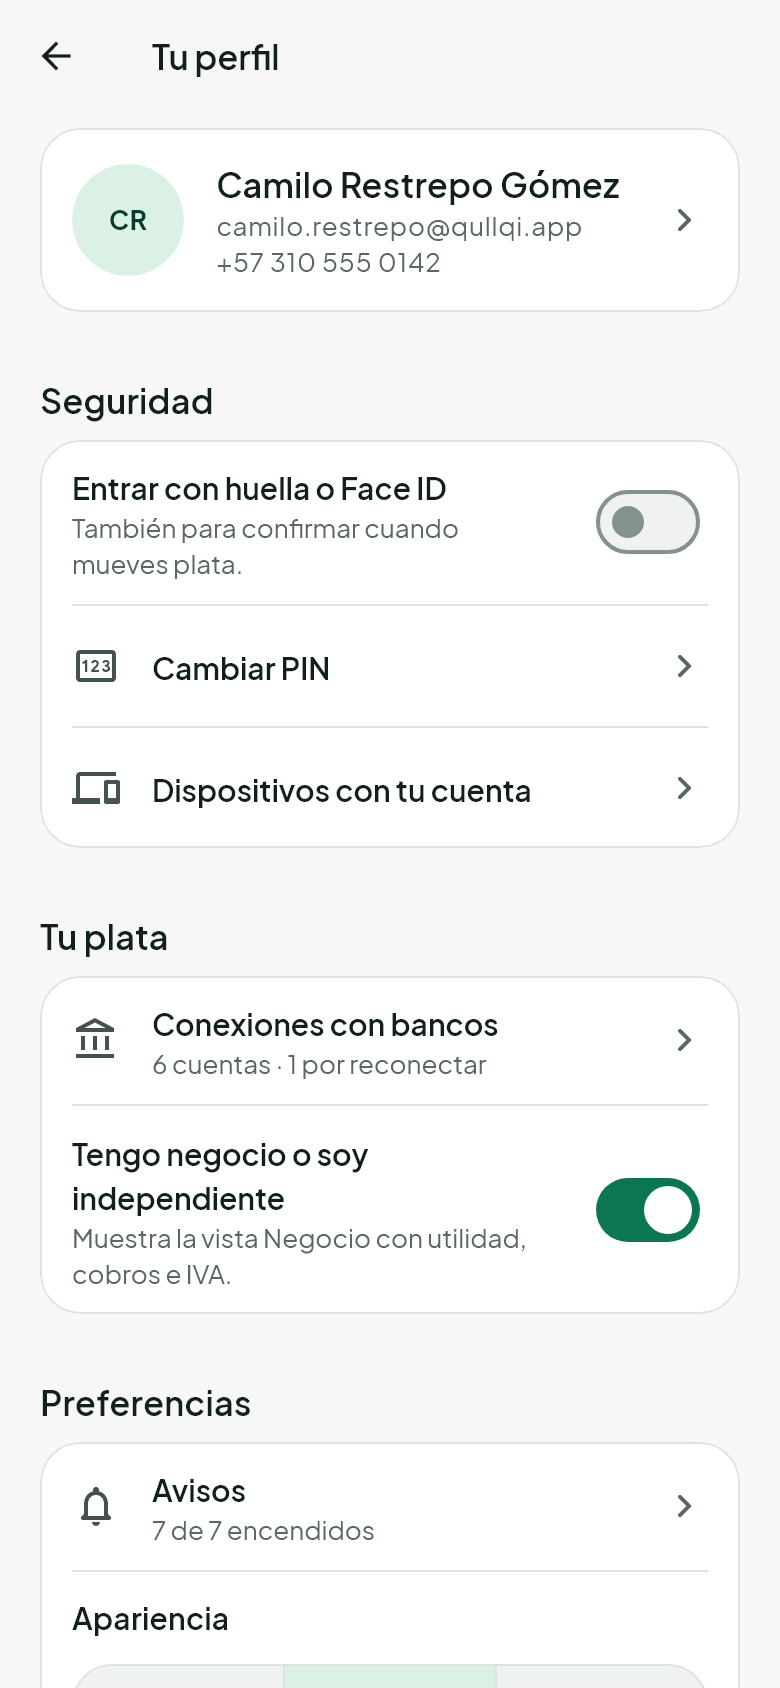 Tu perfil
CR
Camilo Restrepo Gómez
camilo.restrepo@qullqi.app
+57 310 555 0142
Seguridad
Entrar con huella o Face ID
También para confirmar cuando
mueves plata.
123
Cambiar PIN
Dispositivos con tu cuenta
Tu plata
Conexiones con bancos
6 cuentas · 1 por reconectar
Tengo negocio o soy
independiente
Muestra la vista Negocio con utilidad,
cobros e IVA.
Preferencias
Avisos
7 de 7 encendidos
Apariencia